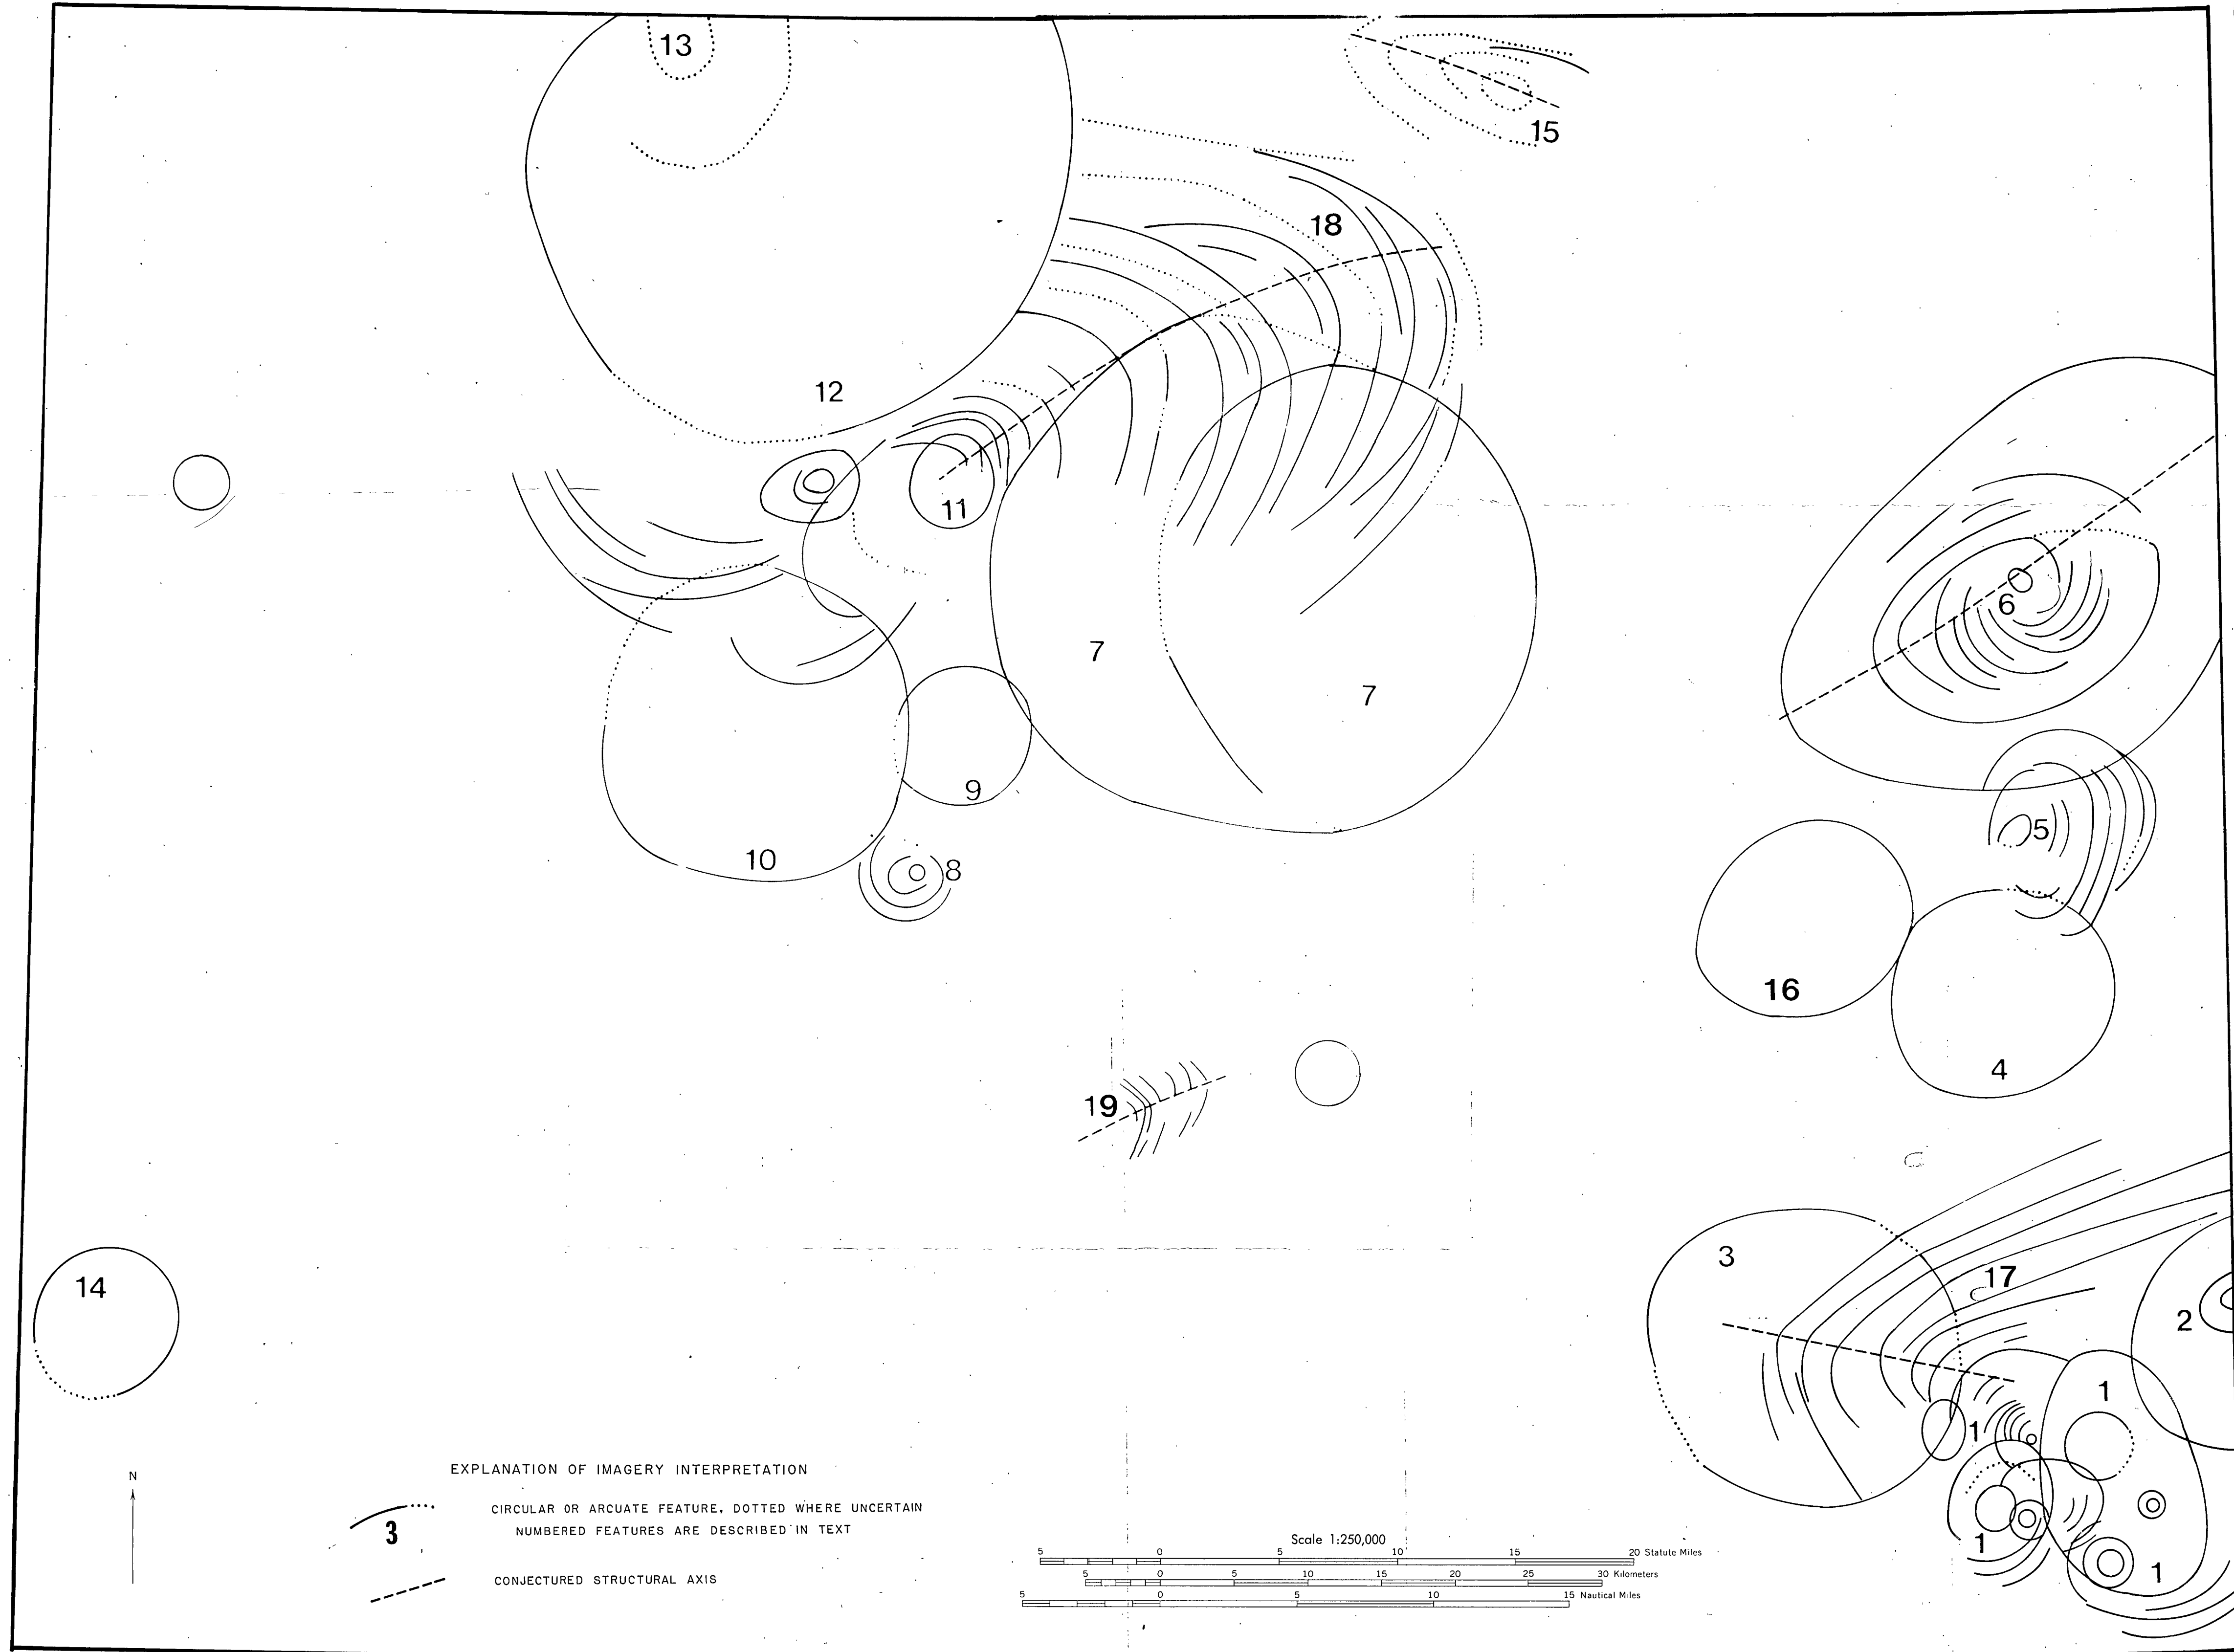 13
15
18
12
11
6
7
7
9
5
10
8
16
4
19
3
17
14
2
1
1
1
1
N
EXPLANATION OF IMAGERY INTERPRETATION
CIRCULAR OR ARCUATE FEATURE, DOTTED WHERE UNCERTAIN
3
NUMBERED FEATURES ARE DESCRIBED IN TEXT
CONJECTURED STRUCTURAL AXIS
Scale 1:250,000
5 0 5 10 15 20 Statute Miles
5 0 5 10 15 20 25 30 Kilometers
5 0 5 10 15 Nautical Miles